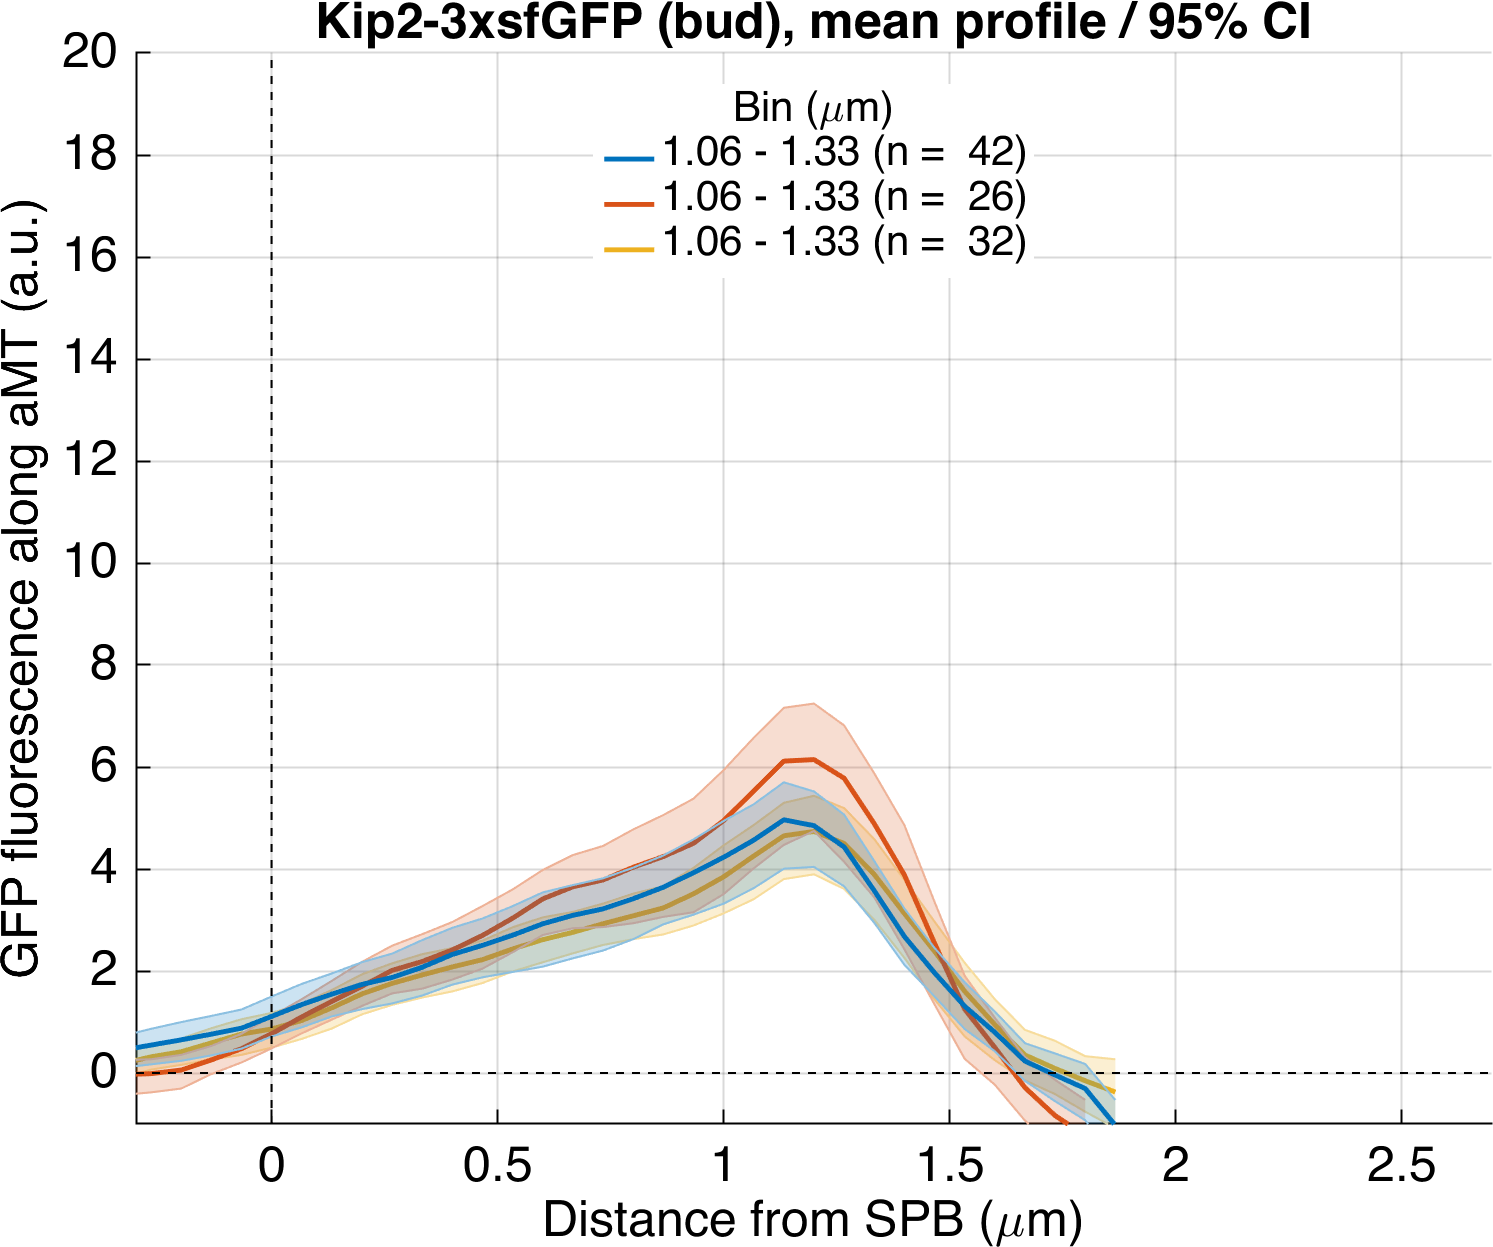 Kip2-3xsfGFP (bud), mean profile / 95% CI
GFP fluorescence along aMT (a.u.)
20
18
16
14
12
10
8
6
4
2
0
Bin (μm)
1.06 - 1.33 (n = 42)
1.06 - 1.33 (n = 26)
1.06 - 1.33 (n = 32)
0 0.5 1 1.5 2 2.5
Distance from SPB (μm)